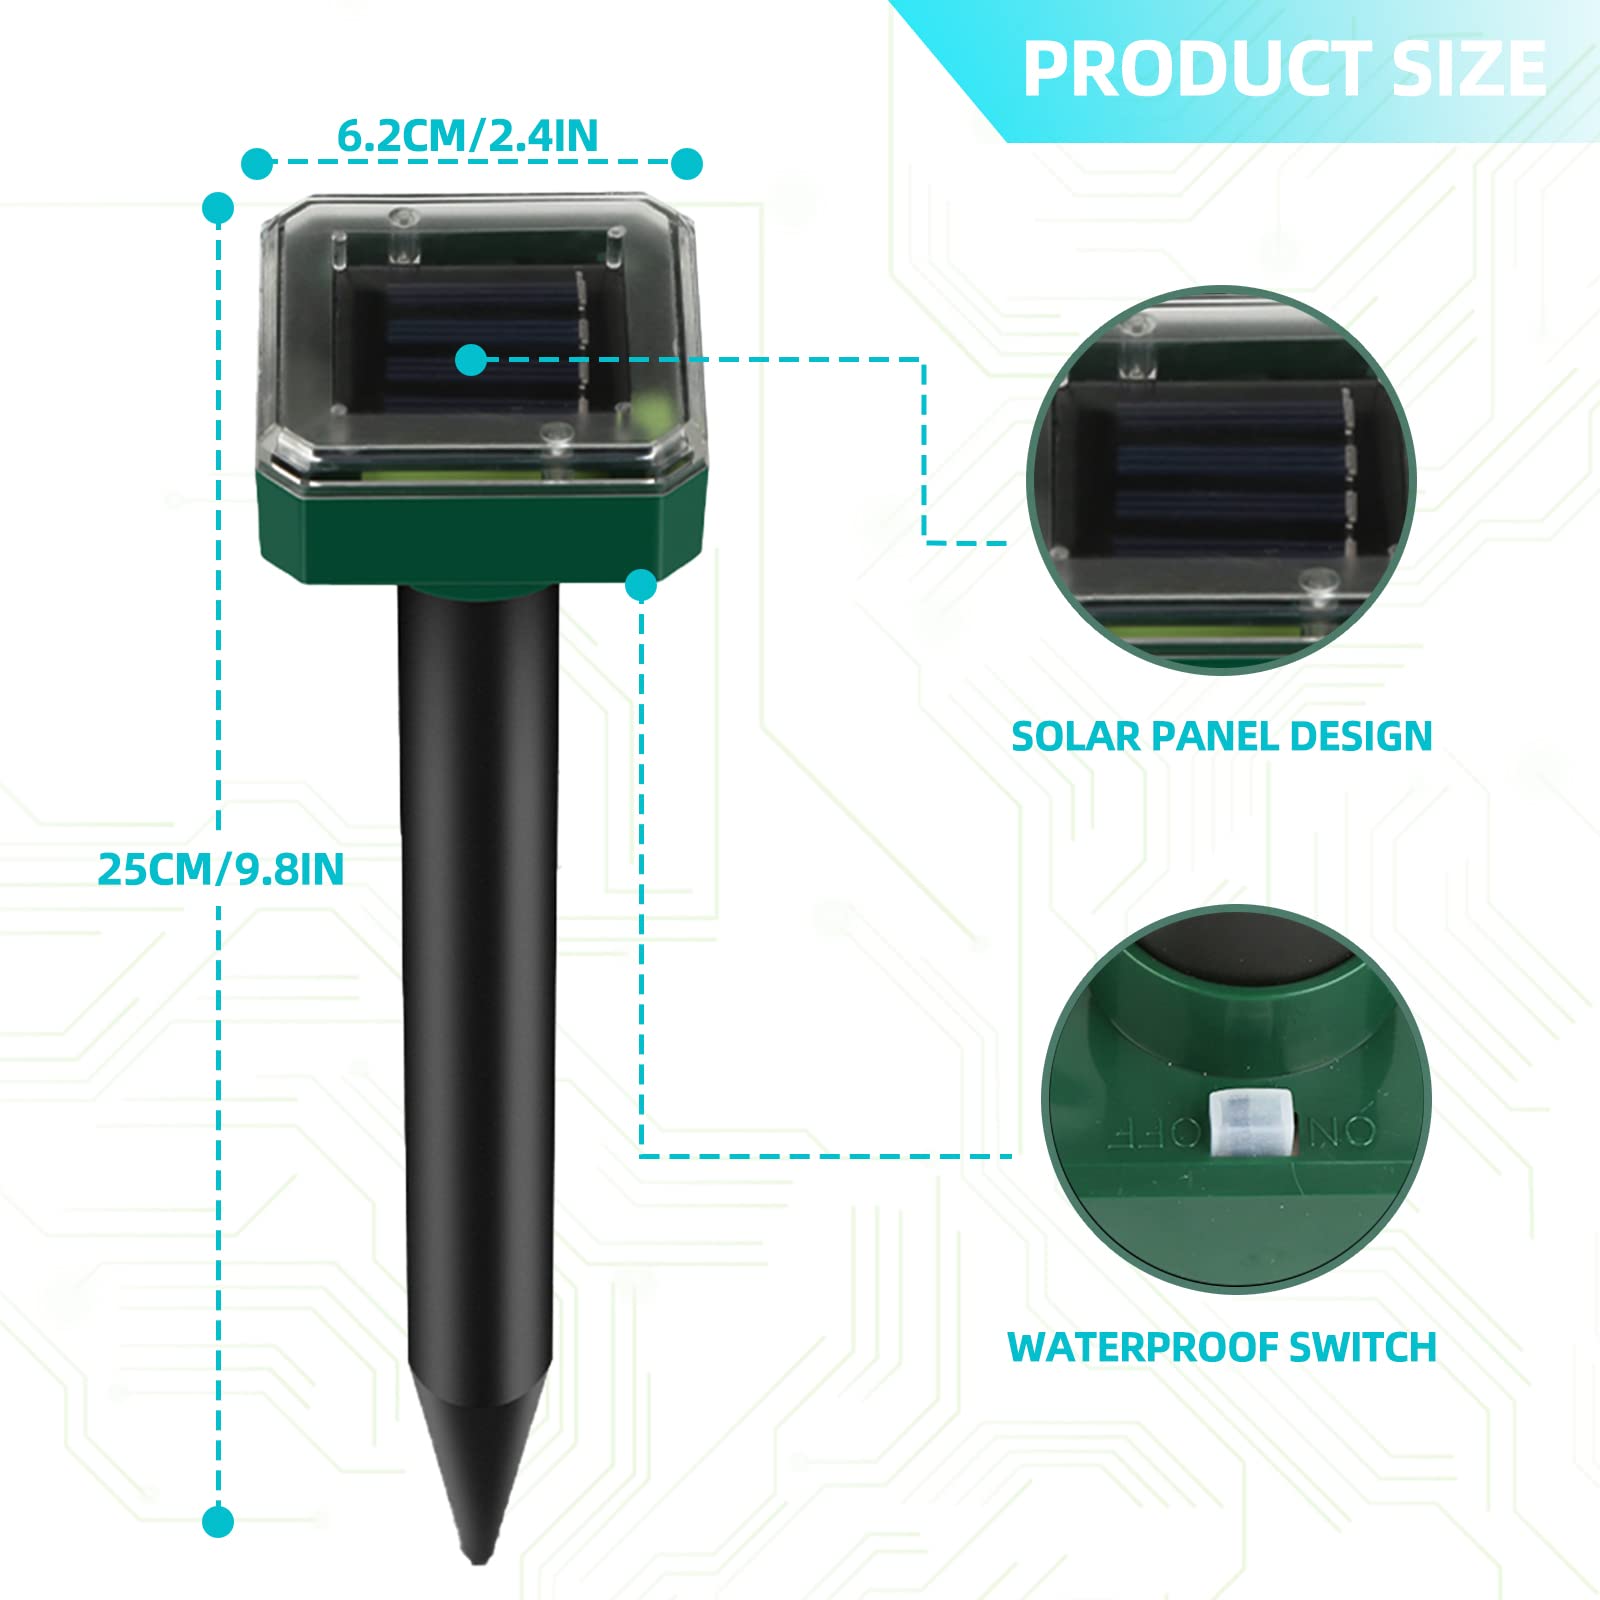 PRODUCT SIZE
6.2CM/2.4IN
25CM/9.8IN
SOLAR PANEL DESIGN
OFF ON
WATERPROOF SWITCH